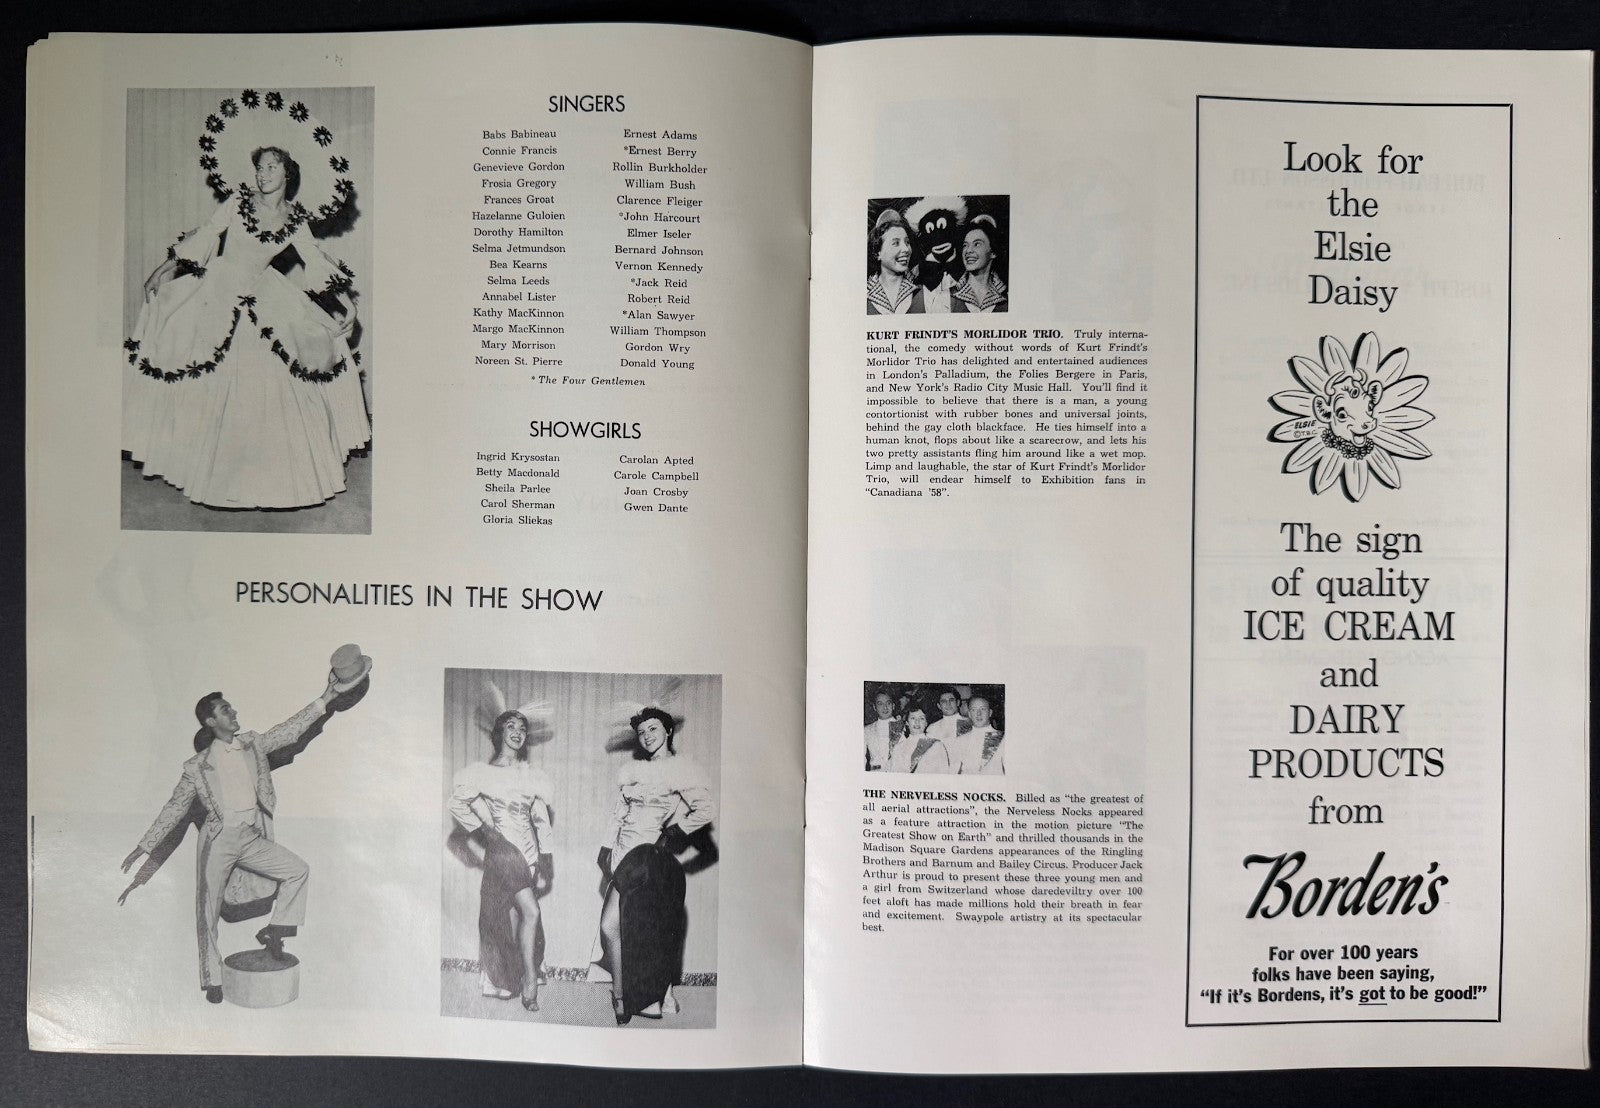 SINGERS
Babs Babineau
Connie Francis
Genevieve Gordon
Frosia Gregory
Frances Groat
Hazelanne Guloien
Dorothy Hamilton
Selma Jetmundson
Bea Kearns
Selma Leeds
Annabel Lister
Kathy MacKinnon
Margo MacKinnon
Mary Morrison
Noreen St. Pierre
Ernest Adams
*Ernest Berry
Rollin Burkholder
William Bush
Clarence Fleiger
*John Harcourt
Elmer Iseler
Bernard Johnson
Vernon Kennedy
*Jack Reid
Robert Reid
*Alan Sawyer
William Thompson
Gordon Wry
Donald Young
* The Four Gentlemen
SHOWGIRLS
Ingrid Krysostan
Betty Macdonald
Sheila Parlee
Carol Sherman
Gloria Sliekas
Carolan Apted
Carole Campbell
Joan Crosby
Gwen Dante
PERSONALITIES IN THE SHOW
KURT FRINDT'S MORLIDOR TRIO. Truly interna-
tional, the comedy without words of Kurt Frindt's
Morlidor Trio has delighted and entertained audiences
in London's Palladium, the Folies Bergere in Paris,
and New York's Radio City Music Hall. You'll find it
impossible to believe that there is a man, a young
contortionist with rubber bones and universal joints,
behind the gay cloth blackface. He ties himself into a
human knot, flops about like a scarecrow, and lets his
two pretty assistants fling him around like a wet mop.
Limp and laughable, the star of Kurt Frindt's Morlidor
Trio, will endear himself to Exhibition fans in
"Canadiana '58".
THE NERVELESS NOCKS. Billed as "the greatest of
all aerial attractions", the Nerveless Nocks appeared
as a feature attraction in the motion picture "The
Greatest Show on Earth" and thrilled thousands in the
Madison Square Gardens appearances of the Ringling
Brothers and Barnum and Bailey Circus. Producer Jack
Arthur is proud to present these three young men and
a girl from Switzerland whose daredeviltry over 100
feet aloft has made millions hold their breath in fear
and excitement. Swaypole artistry at its spectacular
best.
Look for
the
Elsie
Daisy
ELSIE
©T.B.C.
The sign
of quality
ICE CREAM
and
DAIRY
PRODUCTS
from
Borden's
For over 100 years
folks have been saying,
"If it's Bordens, it's got to be good!"